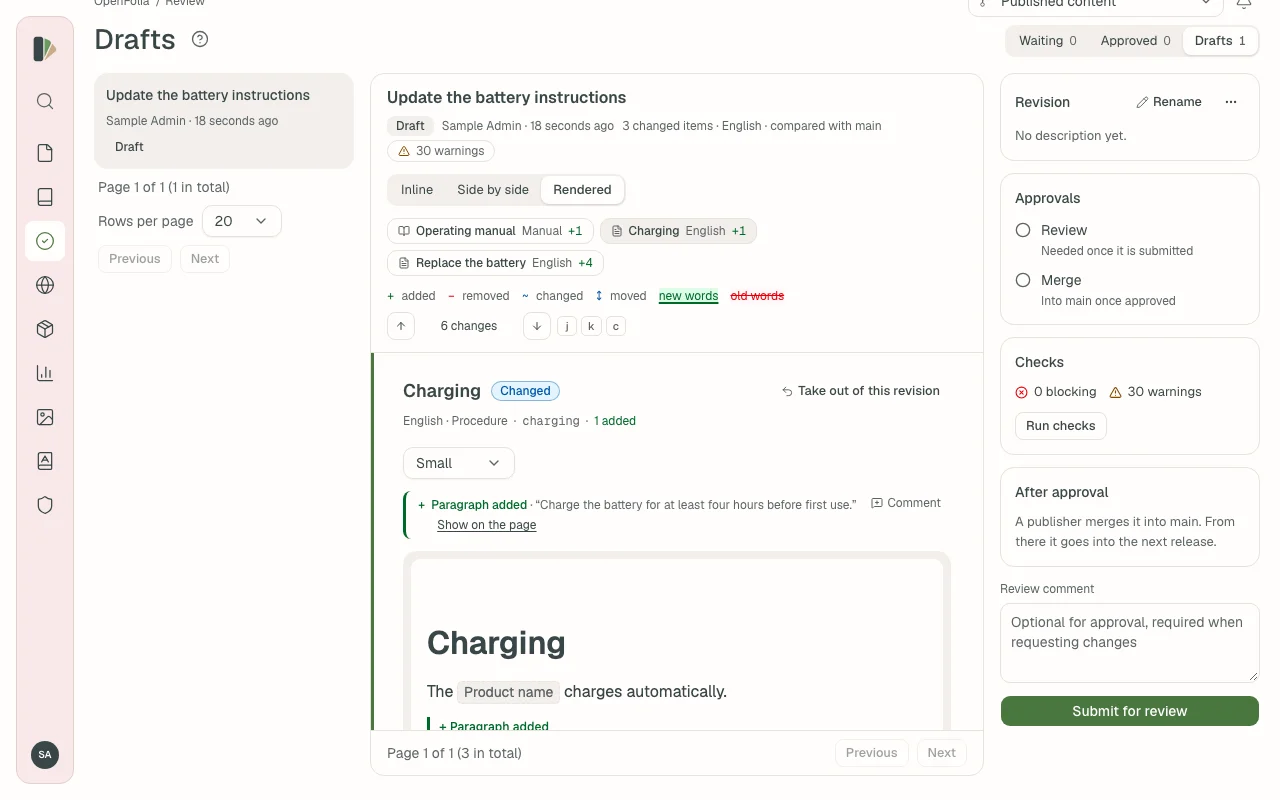 OpenFolia / Review
Published content
Drafts
Waiting 0 Approved 0 Drafts 1
Update the battery instructions
Sample Admin · 18 seconds ago
Draft
Page 1 of 1 (1 in total)
Rows per page 20
Previous Next
SA
Update the battery instructions
Draft Sample Admin · 18 seconds ago 3 changed items · English · compared with main
30 warnings
Inline Side by side Rendered
Operating manual Manual +1 Charging English +1
Replace the battery English +4
+ added − removed ~ changed ↕ moved new words old words
↑ 6 changes ↓ j k c
Charging Changed Take out of this revision
English · Procedure · charging · 1 added
Small
+ Paragraph added · “Charge the battery for at least four hours before first use.” Comment
Show on the page
Charging
The Product name charges automatically.
+ Paragraph added
Page 1 of 1 (3 in total) Previous Next
Revision Rename ···
No description yet.
Approvals
Review
Needed once it is submitted
Merge
Into main once approved
Checks
0 blocking 30 warnings
Run checks
After approval
A publisher merges it into main. From
there it goes into the next release.
Review comment
Optional for approval, required when
requesting changes
Submit for review